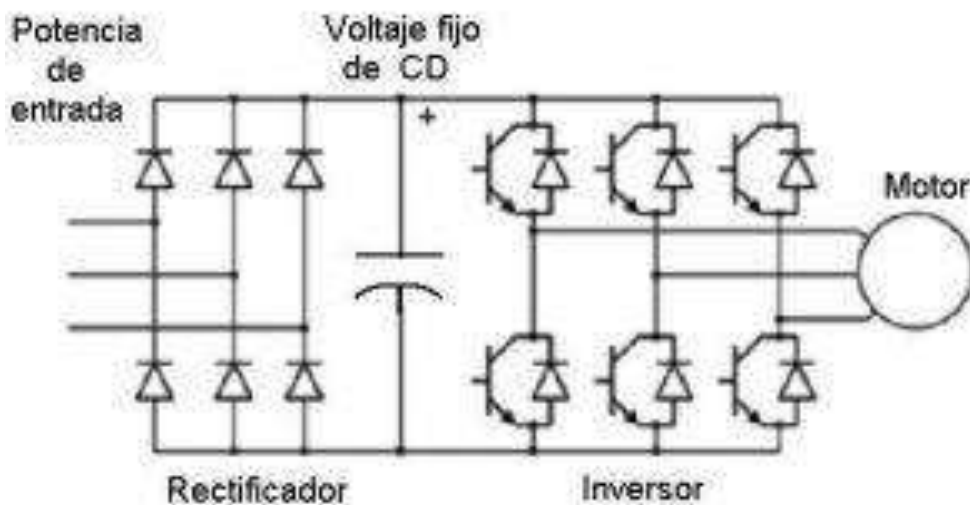 Potencia
de
entrada
Voltaje fijo
de CD
+
Motor
Rectificador
Inversor